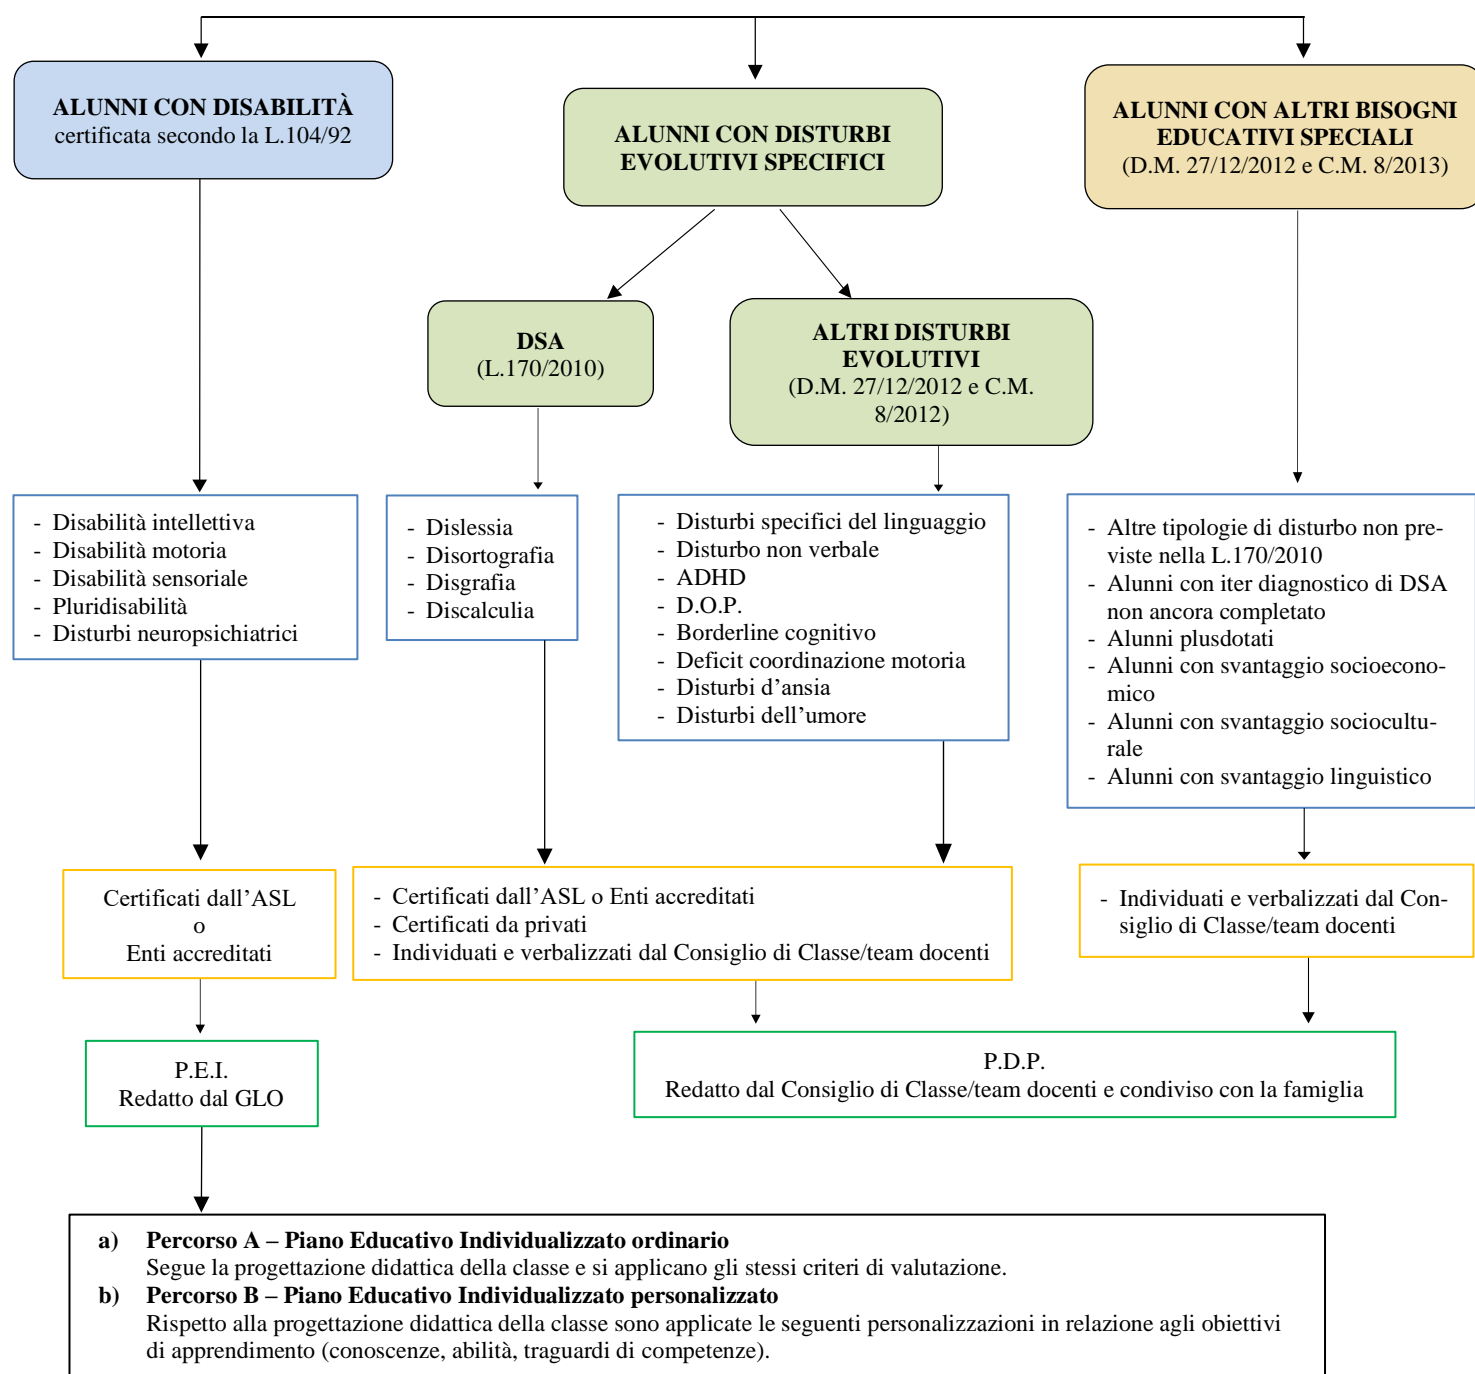 ALUNNI CON DISABILITÀ
certificata secondo la L.104/92
ALUNNI CON DISTURBI
EVOLUTIVI SPECIFICI
ALUNNI CON ALTRI BISOGNI
EDUCATIVI SPECIALI
(D.M. 27/12/2012 e C.M. 8/2013)
DSA
(L.170/2010)
ALTRI DISTURBI
EVOLUTIVI
(D.M. 27/12/2012 e C.M.
8/2012)
- Disabilità intellettiva
- Disabilità motoria
- Disabilità sensoriale
- Pluridisabilità
- Disturbi neuropsichiatrici
- Dislessia
- Disortografia
- Disgrafia
- Discalculia
- Disturbi specifici del linguaggio
- Disturbo non verbale
- ADHD
- D.O.P.
- Borderline cognitivo
- Deficit coordinazione motoria
- Disturbi d'ansia
- Disturbi dell'umore
- Altre tipologie di disturbo non pre-
viste nella L.170/2010
- Alunni con iter diagnostico di DSA
non ancora completato
- Alunni plusdotati
- Alunni con svantaggio socioecono-
mico
- Alunni con svantaggio sociocultu-
rale
- Alunni con svantaggio linguistico
Certificati dall'ASL
o
Enti accreditati
- Certificati dall'ASL o Enti accreditati
- Certificati da privati
- Individuati e verbalizzati dal Consiglio di Classe/team docenti
- Individuati e verbalizzati dal Con-
siglio di Classe/team docenti
P.E.I.
Redatto dal GLO
P.D.P.
Redatto dal Consiglio di Classe/team docenti e condiviso con la famiglia
a) Percorso A – Piano Educativo Individualizzato ordinario
Segue la progettazione didattica della classe e si applicano gli stessi criteri di valutazione.
b) Percorso B – Piano Educativo Individualizzato personalizzato
Rispetto alla progettazione didattica della classe sono applicate le seguenti personalizzazioni in relazione agli obiettivi
di apprendimento (conoscenze, abilità, traguardi di competenze).